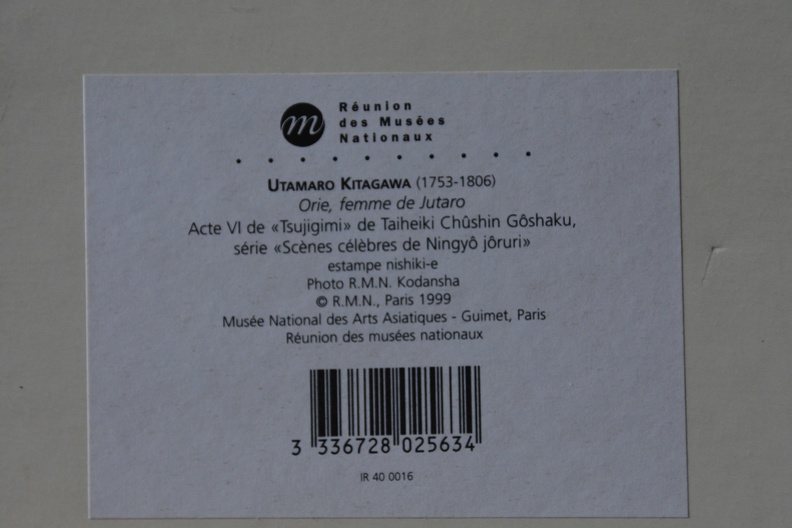 m
Réunion
des Musées
Nationaux
UTAMARO KITAGAWA (1753-1806)
Orie, femme de Jutaro
Acte VI de «Tsujigimi» de Taiheiki Chûshin Gôshaku,
série «Scènes célèbres de Ningyô jôruri»
estampe nishiki-e
Photo R.M.N. Kodansha
© R.M.N., Paris 1999
Musée National des Arts Asiatiques - Guimet, Paris
Réunion des musées nationaux
3 336728 025634
IR 40 0016